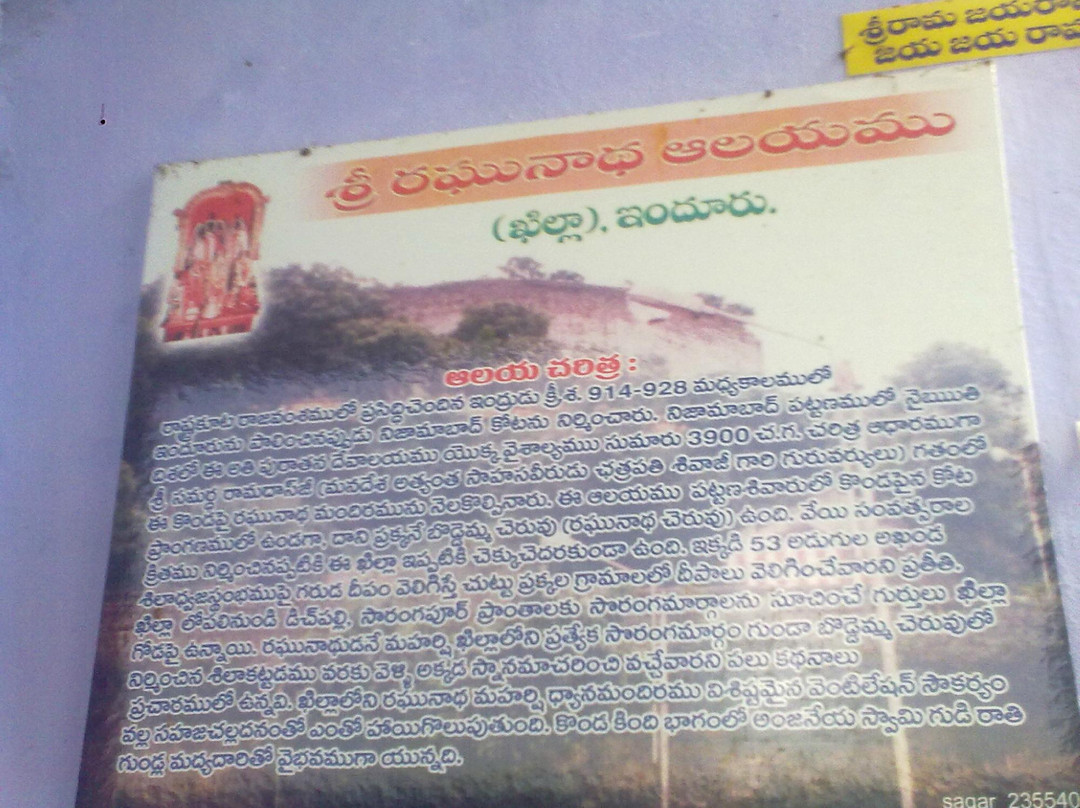 శ్రీరామ జయరామ
జయ జయ రామ
శ్రీ రఘునాథ ఆలయము
(ఖిల్లా), ఇందూరు.
ఆలయ చరిత్ర :
రాష్ట్రకూట రాజవంశములో ప్రసిద్ధిచెందిన ఇంద్రుడు క్రీ.శ. 914-928 మధ్యకాలములో
ఇందూరును పాలించినప్పుడు నిజామాబాద్ కోటను నిర్మించారు. నిజామాబాద్ పట్టణములో నైఋుతి
దిశలో ఈ అతి పురాతన దేవాలయము యొక్క వైశాల్యము సుమారు 3900 చ.గ. చరిత్ర ఆధారముగా
శ్రీ సమర్థ రామదాస్‌జీ (మనదేశ అత్యంత సాహసవీరుడు ఛత్రపతి శివాజీ గారి గురువర్యులు) గతంలో
ఈ కొండపై రఘునాథ మందిరమును నెలకొల్పినారు. ఈ ఆలయము పట్టణశివారులో కొండపైన కోట
ప్రాంగణములో ఉండగా, దాని ప్రక్కనే బొడ్డెమ్మ చెరువు (రఘునాథ చెరువు) ఉంది. వేయి సంవత్సరాల
క్రితము నిర్మించినప్పటికీ ఈ ఖిల్లా ఇప్పటికీ చెక్కుచెదరకుండా ఉంది. ఇక్కడి 53 అడుగుల అఖండ
శిలాధ్వజస్థంభముపై గరుడ దీపం వెలిగిస్తే చుట్టు ప్రక్కల గ్రామాలలో దీపాలు వెలిగించేవారని ప్రతీతి.
ఖిల్లా లోపలినుండి డిచ్‌పల్లి, సారంగపూర్ ప్రాంతాలకు సొరంగమార్గాలను సూచించే గుర్తులు ఖిల్లా
గోడపై ఉన్నాయి. రఘునాథుడనే మహర్షి ఖిల్లాలోని ప్రత్యేక సొరంగమార్గం గుండా బొడ్డెమ్మ చెరువులో
నిర్మించిన శిలాకట్టడము వరకు వెళ్ళి అక్కడ స్నానమాచరించి వచ్చేవారని పలు కథనాలు
ప్రచారములో ఉన్నవి. ఖిల్లాలోని రఘునాథ మహర్షి ధ్యానమందిరము విశిష్టమైన వెంటిలేషన్ సౌకర్యం
వల్ల సహజచల్లదనంతో ఎంతో హాయిగొలుపుతుంది. కొండ కింది భాగంలో అంజనేయ స్వామి గుడి రాతి
గుండ్ల మధ్యదారితో వైభవముగా యున్నది.
sagar 235540